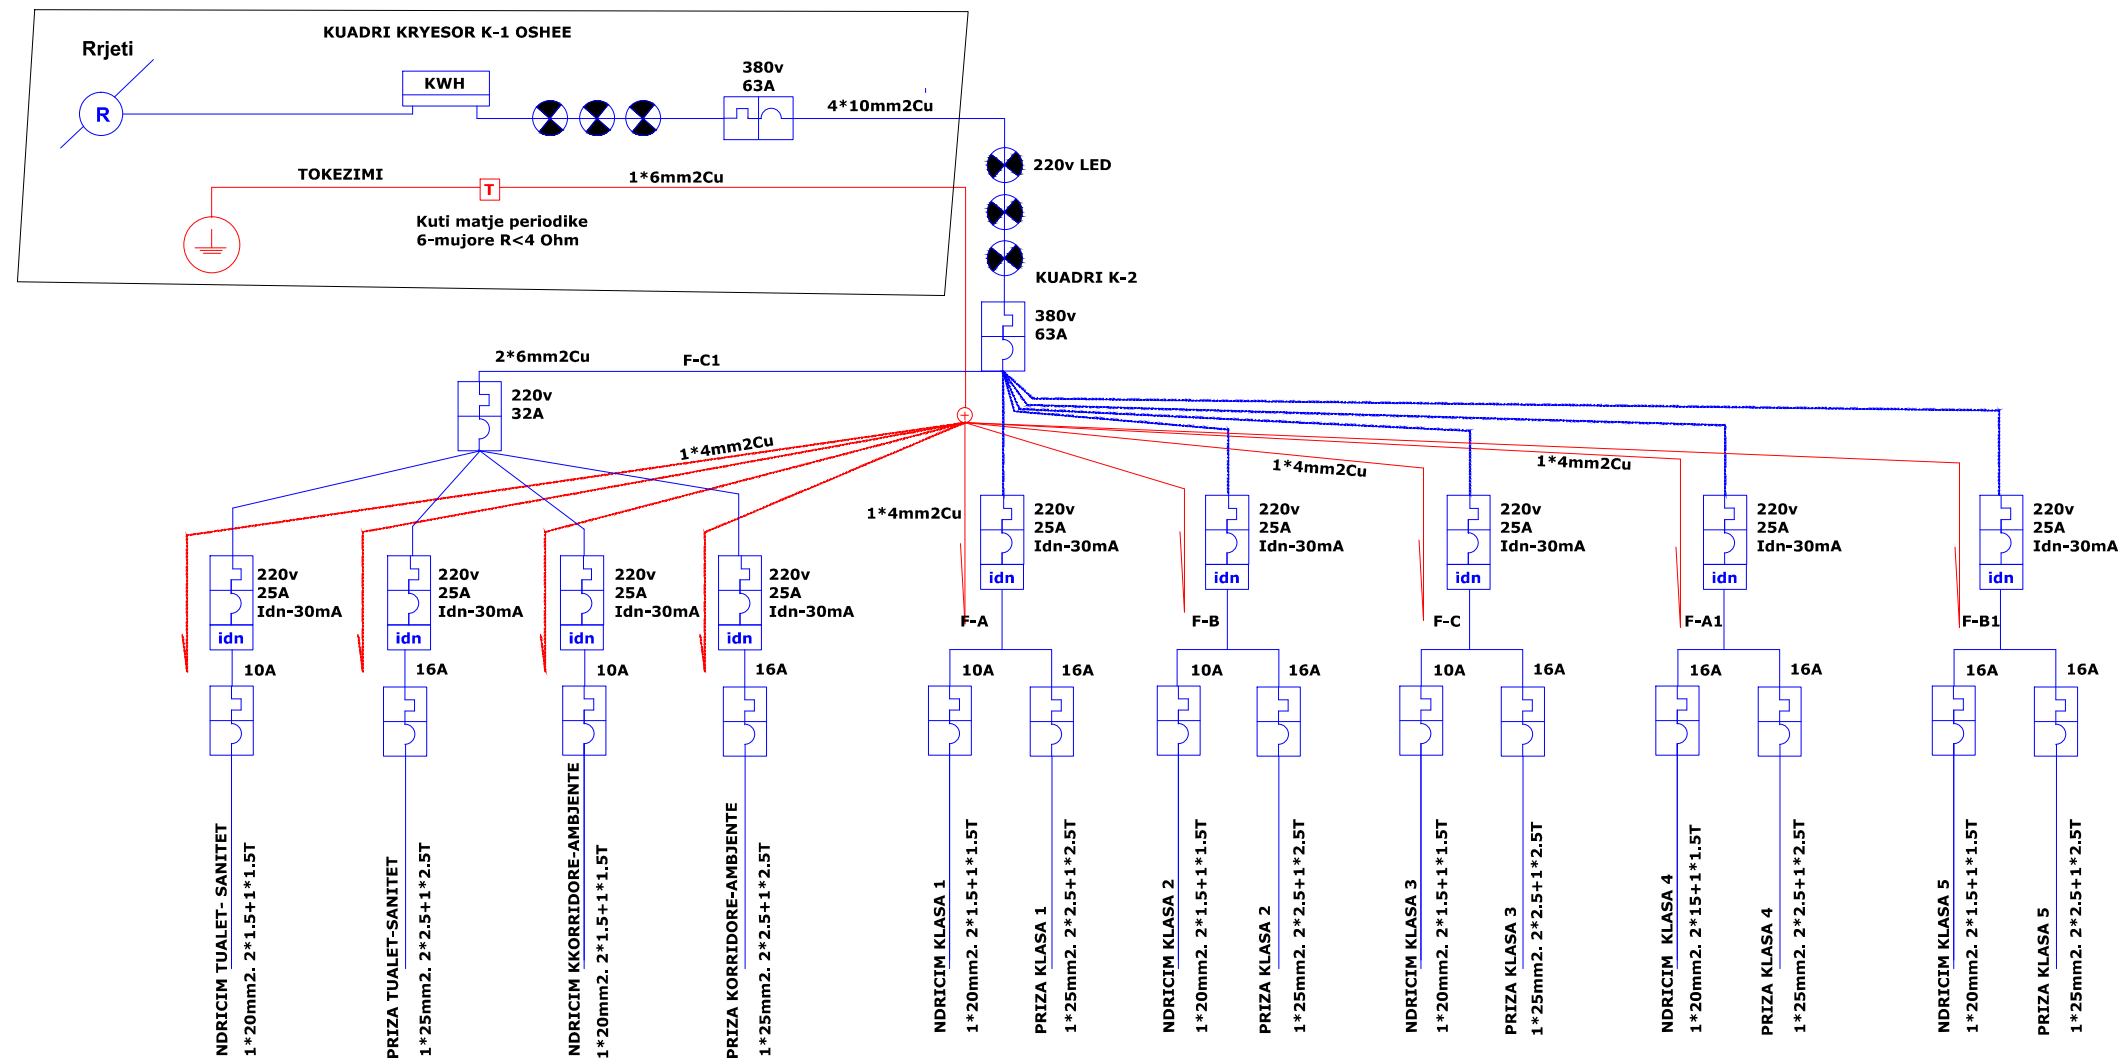 KUADRI KRYESOR K-1 OSHEE
Rrjeti
R
KWH
380v
63A
4*10mm2Cu
TOKEZIMI
T
1*6mm2Cu
Kuti matje periodike
6-mujore R<4 Ohm
220v LED
KUADRI K-2
380v
63A
2*6mm2Cu
F-C1
220v
32A
1*4mm2Cu
1*4mm2Cu
1*4mm2Cu
1*4mm2Cu
220v
25A
Idn-30mA
idn
220v
25A
Idn-30mA
idn
220v
25A
Idn-30mA
idn
220v
25A
Idn-30mA
idn
220v
25A
Idn-30mA
idn
220v
25A
Idn-30mA
idn
220v
25A
Idn-30mA
idn
220v
25A
Idn-30mA
idn
220v
25A
Idn-30mA
idn
F-A
F-B
F-C
F-A1
F-B1
10A
16A
10A
16A
10A
16A
10A
16A
10A
16A
16A
16A
16A
16A
NDRICIM TUALET- SANITET
1*20mm2. 2*1.5+1*1.5T
PRIZA TUALET-SANITET
1*25mm2. 2*2.5+1*2.5T
NDRICIM KKORRIDORE-AMBJENTE
1*20mm2. 2*1.5+1*1.5T
PRIZA KORRIDORE-AMBJENTE
1*25mm2. 2*2.5+1*2.5T
NDRICIM KLASA 1
1*20mm2. 2*1.5+1*1.5T
PRIZA KLASA 1
1*25mm2. 2*2.5+1*2.5T
NDRICIM KLASA 2
1*20mm2. 2*1.5+1*1.5T
PRIZA KLASA 2
1*25mm2. 2*2.5+1*2.5T
NDRICIM KLASA 3
1*20mm2. 2*1.5+1*1.5T
PRIZA KLASA 3
1*25mm2. 2*2.5+1*2.5T
NDRICIM KLASA 4
1*20mm2. 2*15+1*1.5T
PRIZA KLASA 4
1*25mm2. 2*2.5+1*2.5T
NDRICIM KLASA 5
1*20mm2. 2*1.5+1*1.5T
PRIZA KLASA 5
1*25mm2. 2*2.5+1*2.5T